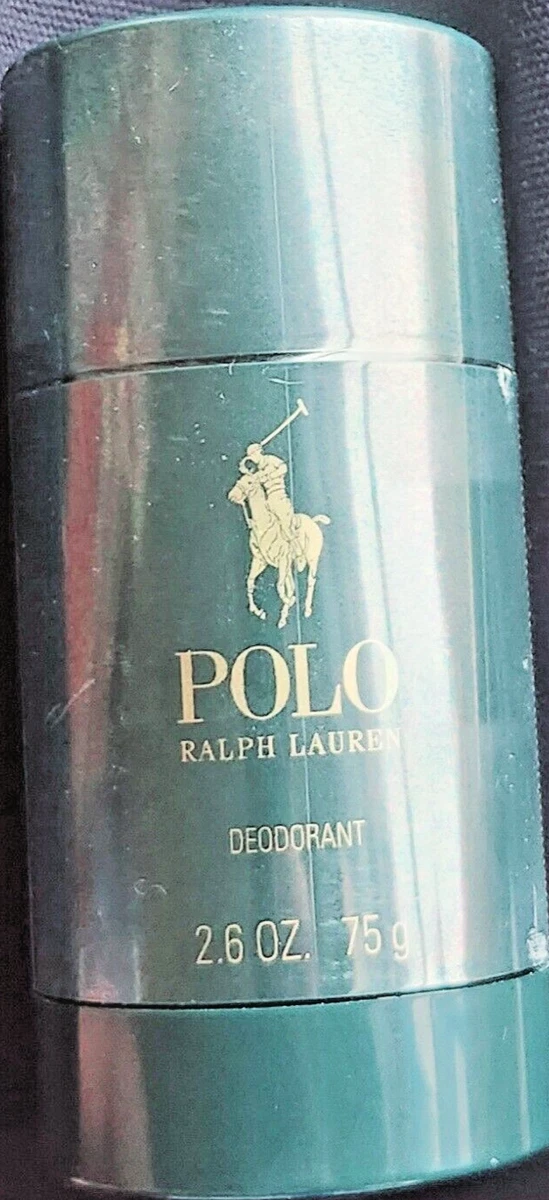 POLO
RALPH LAUREN
DEODORANT
2.6 OZ. 75 g